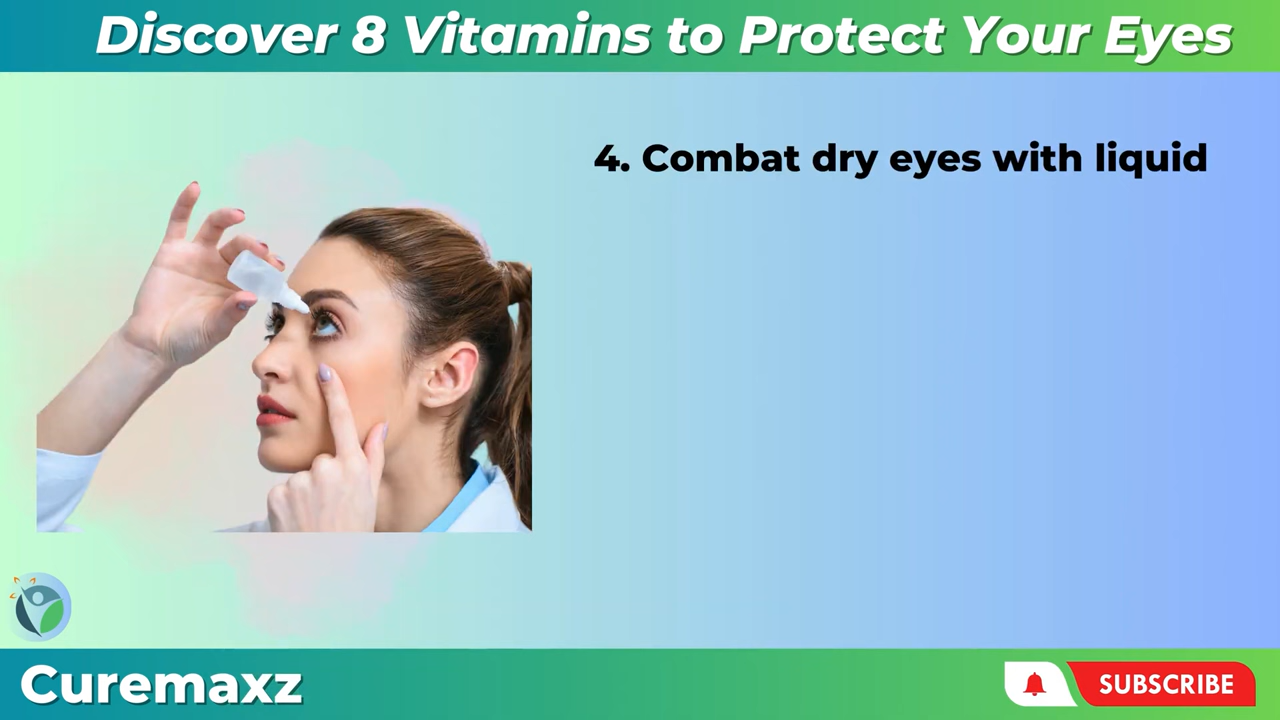 Discover 8 Vitamins to Protect Your Eyes
4. Combat dry eyes with liquid
Curemaxz
SUBSCRIBE